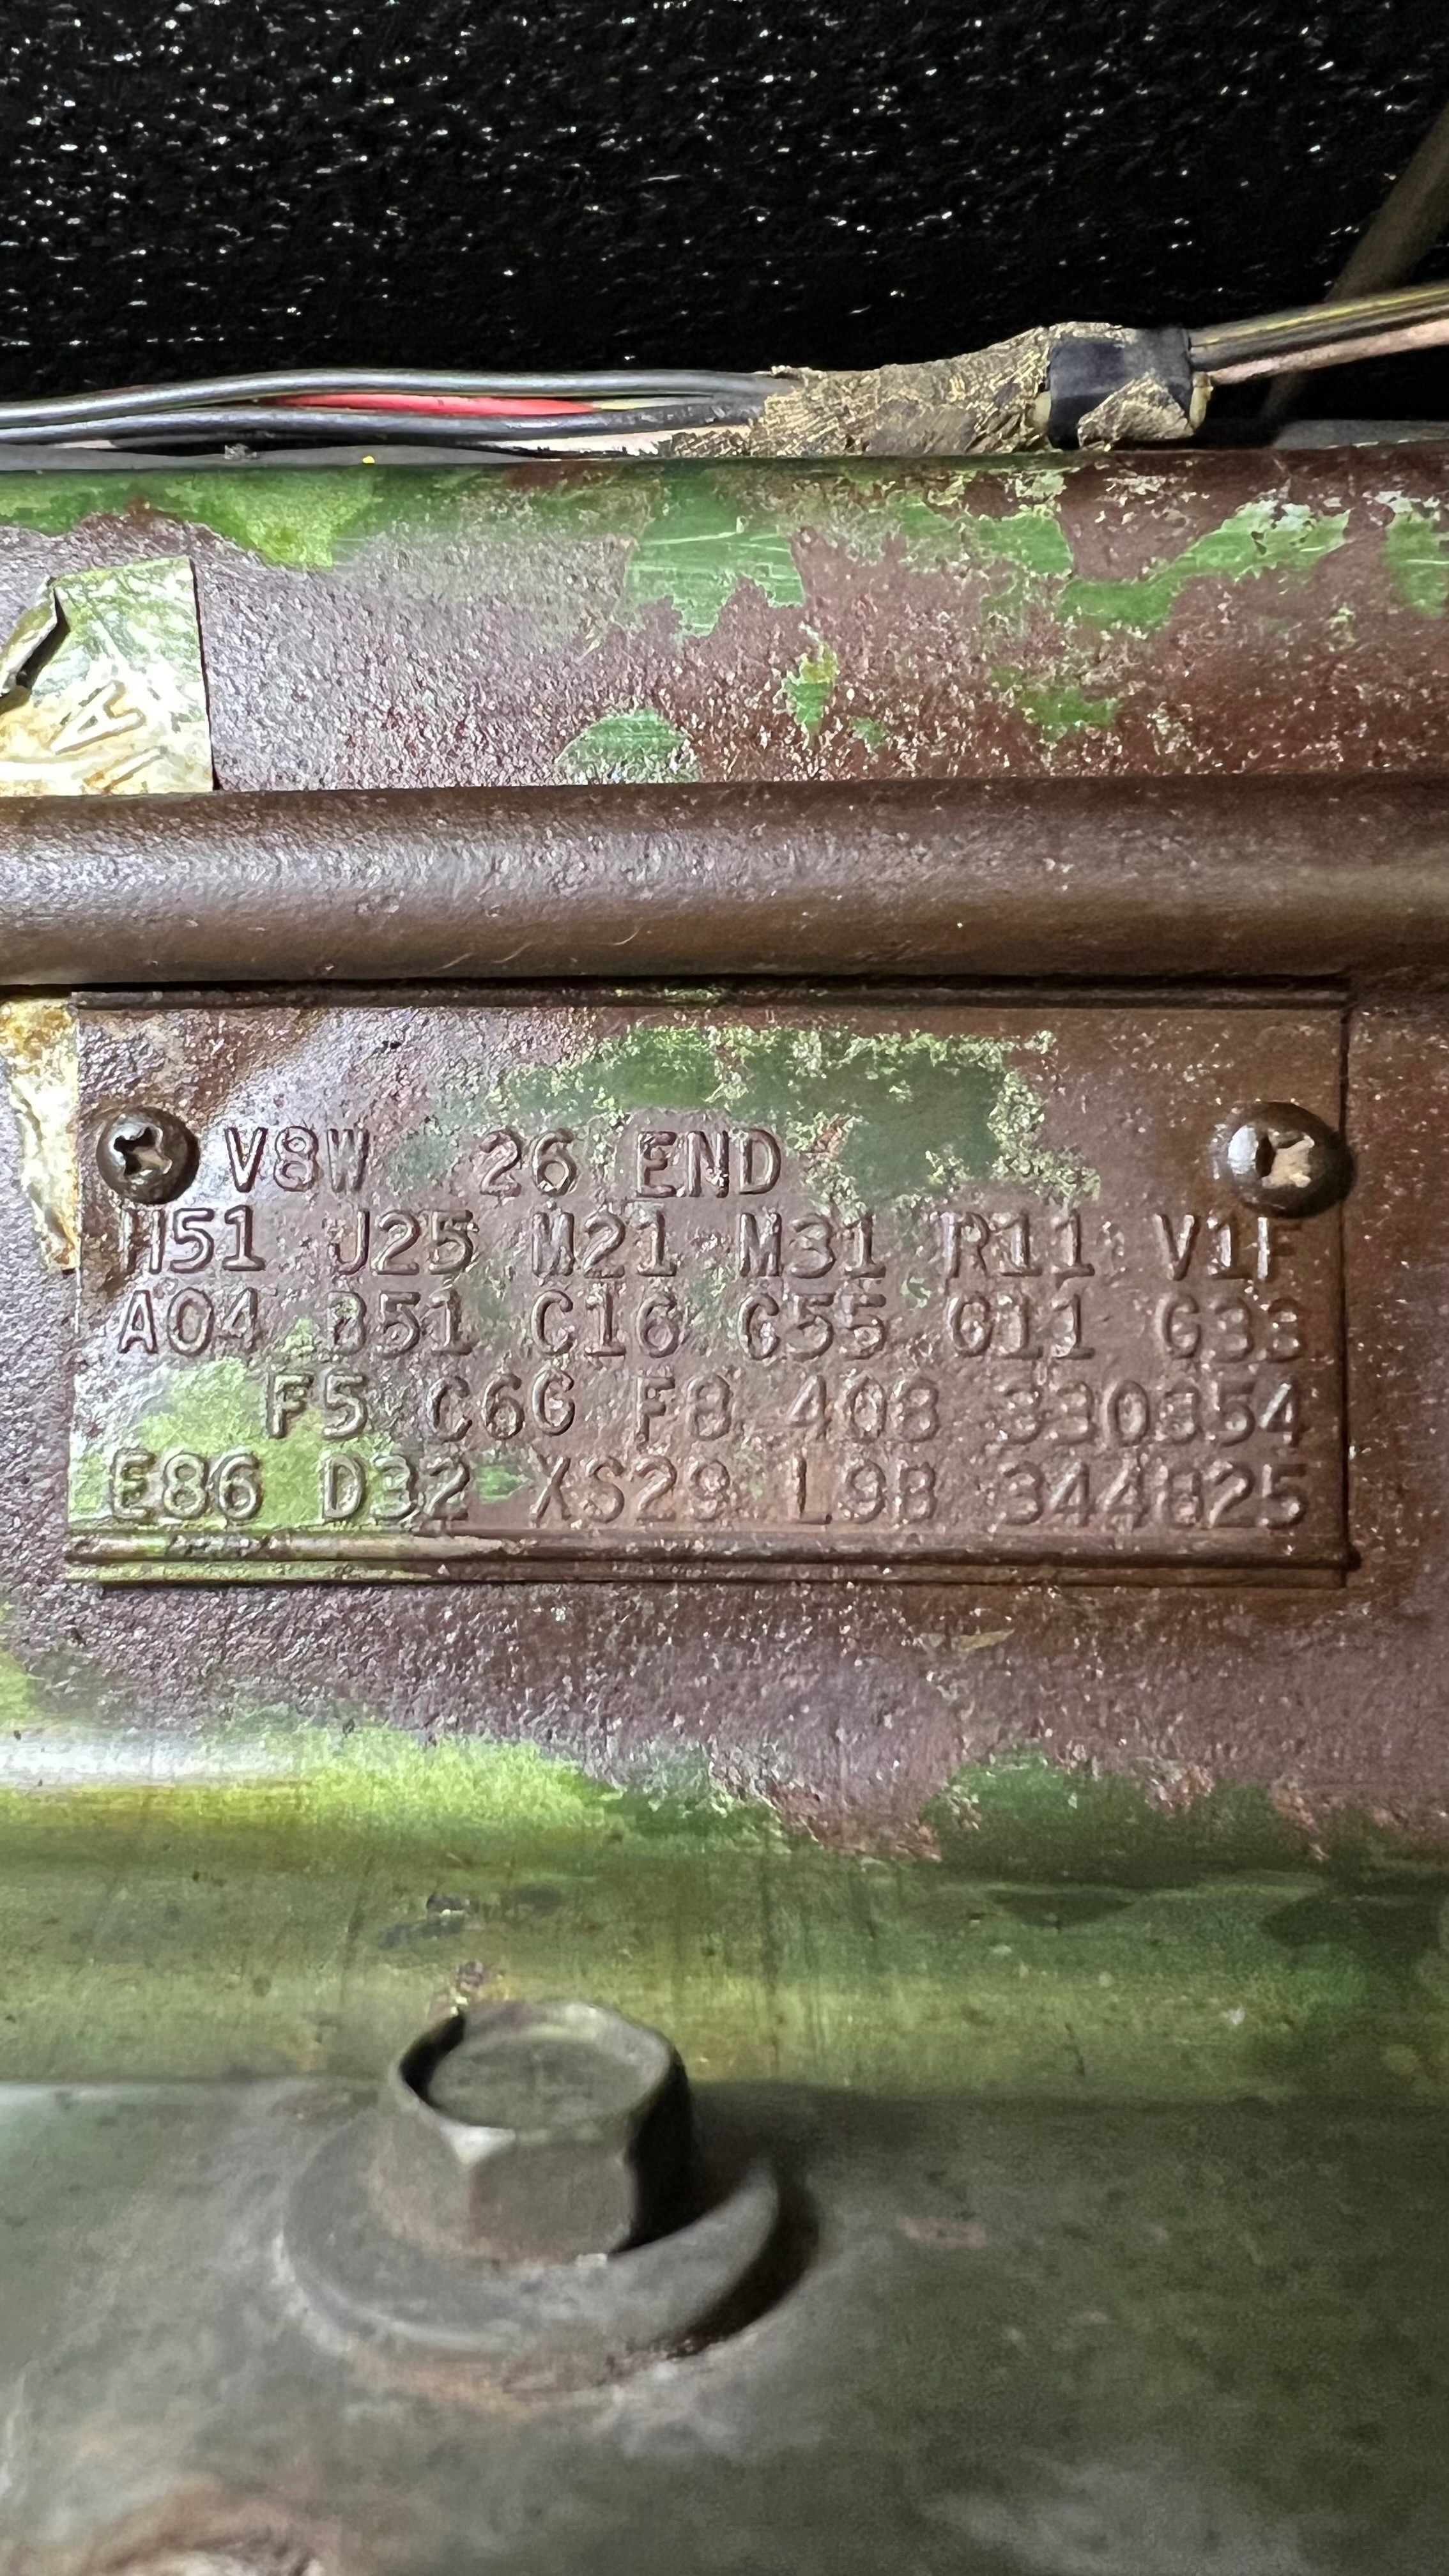 V8W 26 END
H51 J25 M21 M31 R11 V1F
A04 B51 C16 C55 G11 G33
F5 C6G F8 408 330354
E86 D32 XS29 L9B 344825